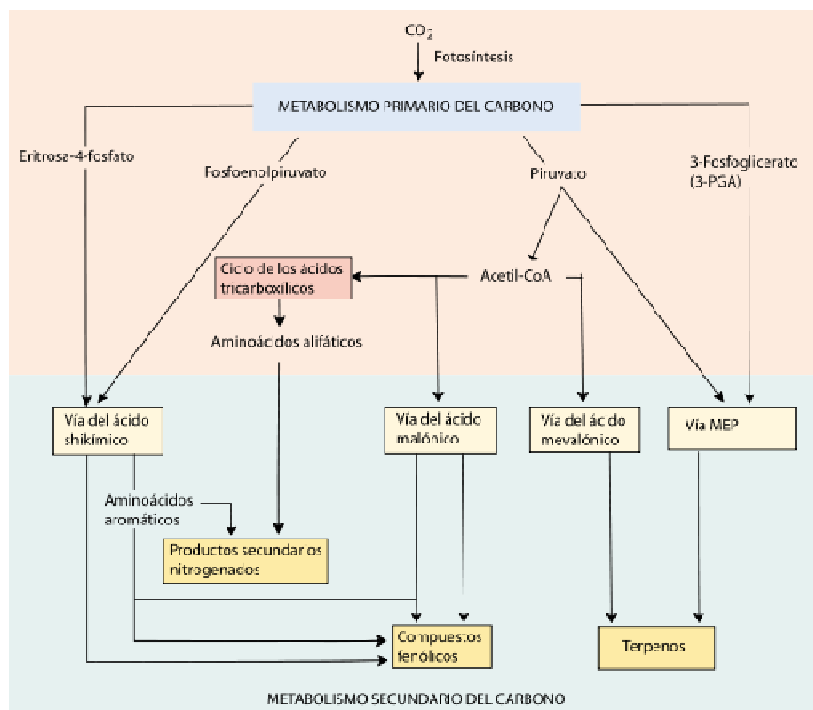 CO2
Fotosíntesis
METABOLISMO PRIMARIO DEL CARBONO
Eritrosa-4-fosfato
Fosfoenolpiruvato
Piruvato
3-Fosfoglicerato
(3-PGA)
Ciclo de los ácidos
tricarboxílicos
Acetil-CoA
Aminoácidos alifáticos
Vía del ácido
shikímico
Vía del ácido
malónico
Vía del ácido
mevalónico
Vía MEP
Aminoácidos
aromáticos
Productos secundarios
nitrogenados
Compuestos
fenólicos
Terpenos
METABOLISMO SECUNDARIO DEL CARBONO